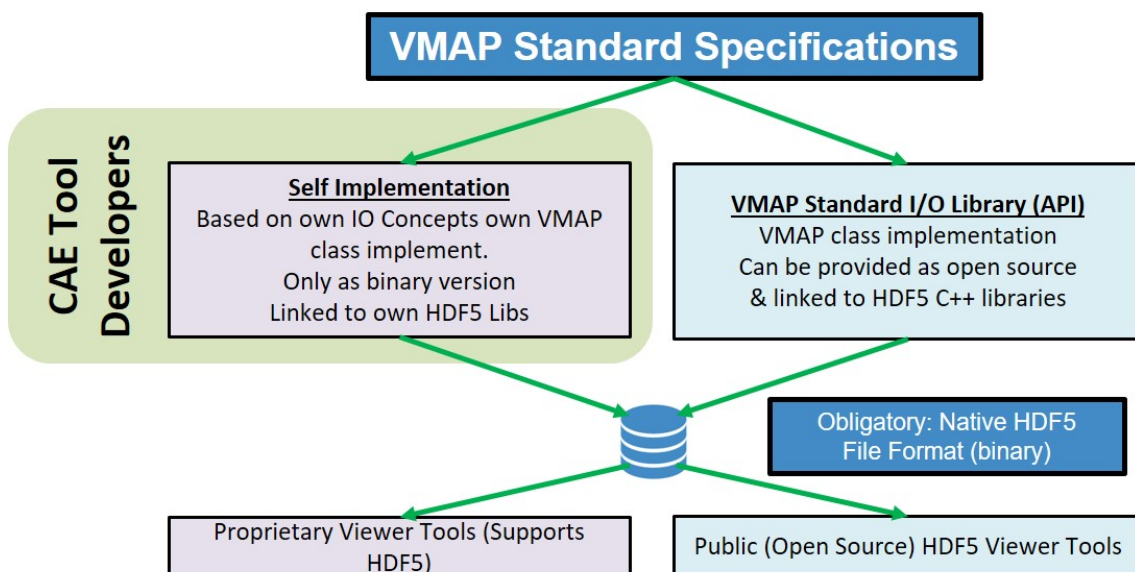 VMAP Standard Specifications
CAE Tool
Developers
Self Implementation
Based on own IO Concepts own VMAP
class implement.
Only as binary version
Linked to own HDF5 Libs
VMAP Standard I/O Library (API)
VMAP class implementation
Can be provided as open source
& linked to HDF5 C++ libraries
Obligatory: Native HDF5
File Format (binary)
Proprietary Viewer Tools (Supports
HDF5)
Public (Open Source) HDF5 Viewer Tools